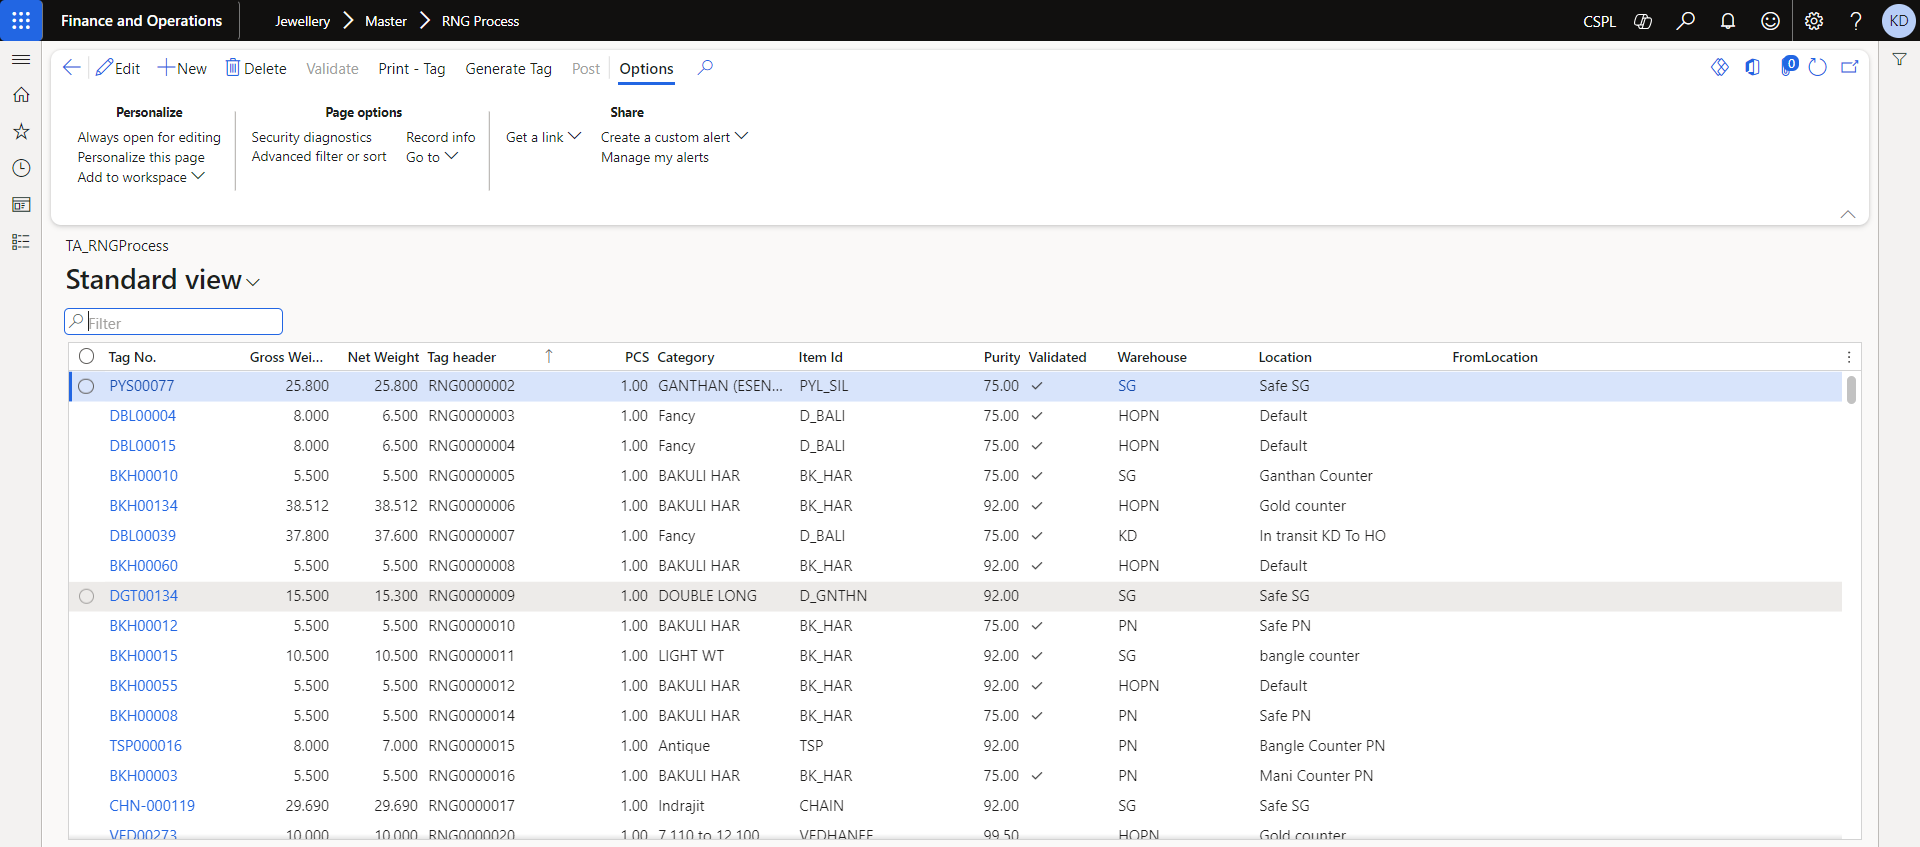 Finance and Operations Jewellery Master RNG Process CSPL KD
Edit New Delete Validate Print - Tag Generate Tag Post Options 0
Personalize Page options Share
Always open for editing Security diagnostics Record info Get a link Create a custom alert
Personalize this page Advanced filter or sort Go to Manage my alerts
Add to workspace
TA_RNGProcess
Standard view
Filter
Tag No. Gross Wei... Net Weight Tag header PCS Category Item Id Purity Validated Warehouse Location FromLocation
PYS00077 25.800 25.800 RNG0000002 1.00 GANTHAN (ESEN... PYL_SIL 75.00 SG Safe SG
DBL00004 8.000 6.500 RNG0000003 1.00 Fancy D_BALI 75.00 HOPN Default
DBL00015 8.000 6.500 RNG0000004 1.00 Fancy D_BALI 75.00 HOPN Default
BKH00010 5.500 5.500 RNG0000005 1.00 BAKULI HAR BK_HAR 75.00 SG Ganthan Counter
BKH00134 38.512 38.512 RNG0000006 1.00 BAKULI HAR BK_HAR 92.00 HOPN Gold counter
DBL00039 37.800 37.600 RNG0000007 1.00 Fancy D_BALI 75.00 KD In transit KD To HO
BKH00060 5.500 5.500 RNG0000008 1.00 BAKULI HAR BK_HAR 92.00 HOPN Default
DGT00134 15.500 15.300 RNG0000009 1.00 DOUBLE LONG D_GNTHN 92.00 SG Safe SG
BKH00012 5.500 5.500 RNG0000010 1.00 BAKULI HAR BK_HAR 75.00 PN Safe PN
BKH00015 10.500 10.500 RNG0000011 1.00 LIGHT WT BK_HAR 92.00 SG bangle counter
BKH00055 5.500 5.500 RNG0000012 1.00 BAKULI HAR BK_HAR 92.00 HOPN Default
BKH00008 5.500 5.500 RNG0000014 1.00 BAKULI HAR BK_HAR 75.00 PN Safe PN
TSP000016 8.000 7.000 RNG0000015 1.00 Antique TSP 92.00 PN Bangle Counter PN
BKH00003 5.500 5.500 RNG0000016 1.00 BAKULI HAR BK_HAR 75.00 PN Mani Counter PN
CHN-000119 29.690 29.690 RNG0000017 1.00 Indrajit CHAIN 92.00 SG Safe SG
VED00273 10.000 10.000 RNG0000020 1.00 7.110 to 12.100 VEDHANEE 99.50 HOPN Gold counter